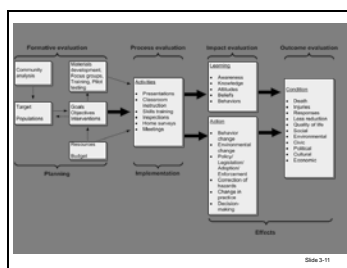 Formative evaluation
Process evaluation
Impact evaluation
Outcome evaluation
Community
analysis
Materials
development,
Focus groups,
Training, Pilot
testing
Target
Populations
Goals
Objectives
Interventions
Resources
Budget
Planning
Activities
• Presentations
• Classroom
Instruction
• Skills training
• Inspections
• Home surveys
• Meetings
Implementation
Learning
• Awareness
• Knowledge
• Attitudes
• Beliefs
• Behaviors
Action
• Behavior
change
• Environmental
change
• Policy/
Legislation/
Adoption/
Enforcement
• Correction of
hazards
• Change in
practice
• Decision-
making
Condition
• Death
• Injuries
• Responses
• Loss reduction
• Quality of life
• Social
• Environmental
• Civic
• Political
• Cultural
• Economic
Effects
Slide 3-11